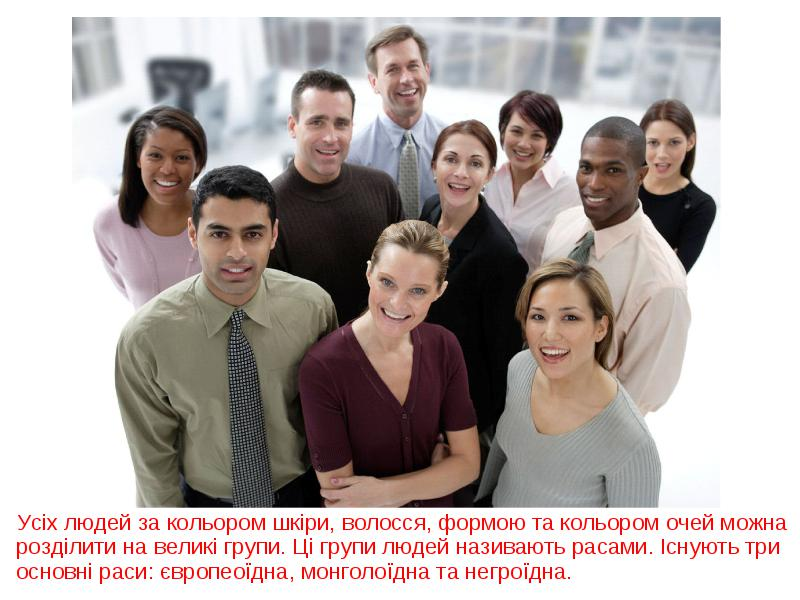 Усіх людей за кольором шкіри, волосся, формою та кольором очей можна
розділити на великі групи. Ці групи людей називають расами. Існують три
основні раси: європеоїдна, монголоїдна та негроїдна.